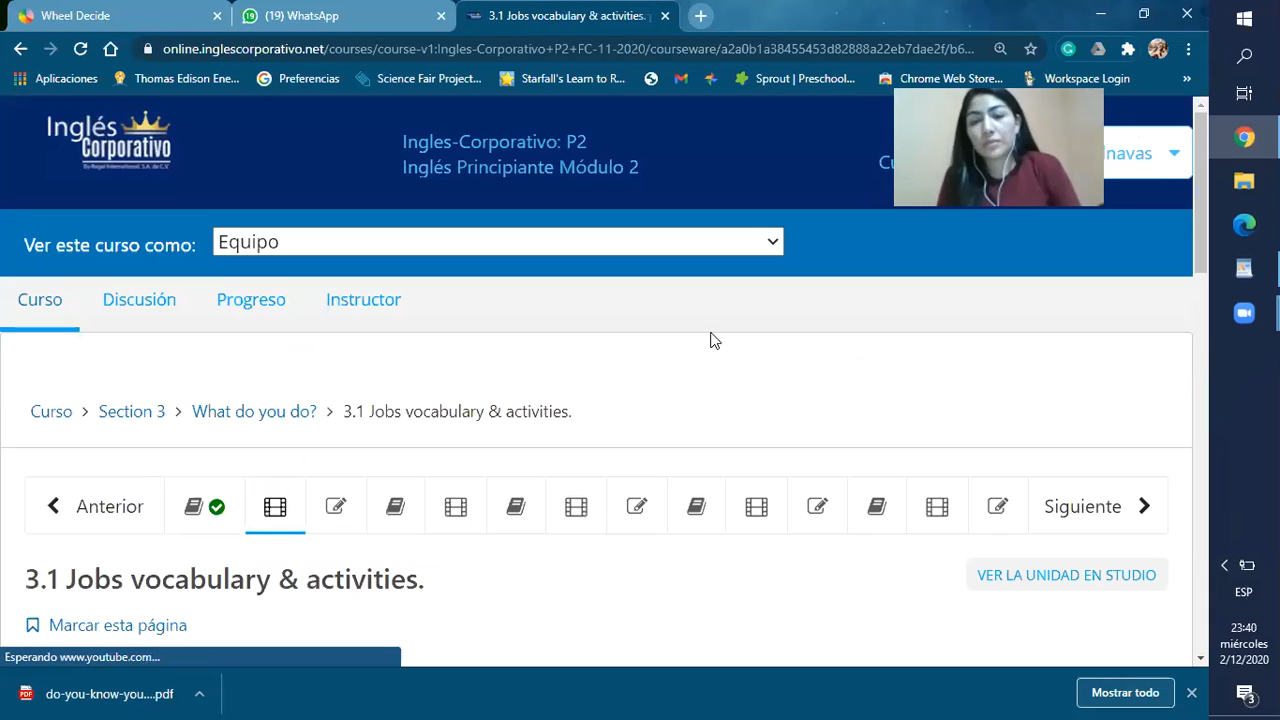 Wheel Decide
(19) WhatsApp
3.1 Jobs vocabulary & activities.
online.inglescorporativo.net/courses/course-v1:Ingles-Corporativo+P2+FC-11-2020/courseware/a2a0b1a38455453d82888a22eb7dae2f/b6...
Aplicaciones
Thomas Edison Ene...
Preferencias
Science Fair Project...
Starfall's Learn to R...
Sprout | Preschool...
Chrome Web Store...
Workspace Login
»
Inglés
Corporativo
Ingles-Corporativo: P2
Inglés Principiante Módulo 2
navas
Ver este curso como:
Equipo
Curso
Discusión
Progreso
Instructor
Curso > Section 3 > What do you do? > 3.1 Jobs vocabulary & activities.
Anterior
Siguiente
3.1 Jobs vocabulary & activities.
VER LA UNIDAD EN STUDIO
Marcar esta página
Esperando www.youtube.com...
do-you-know-you....pdf
Mostrar todo
ESP
23:40
miércoles
2/12/2020
3